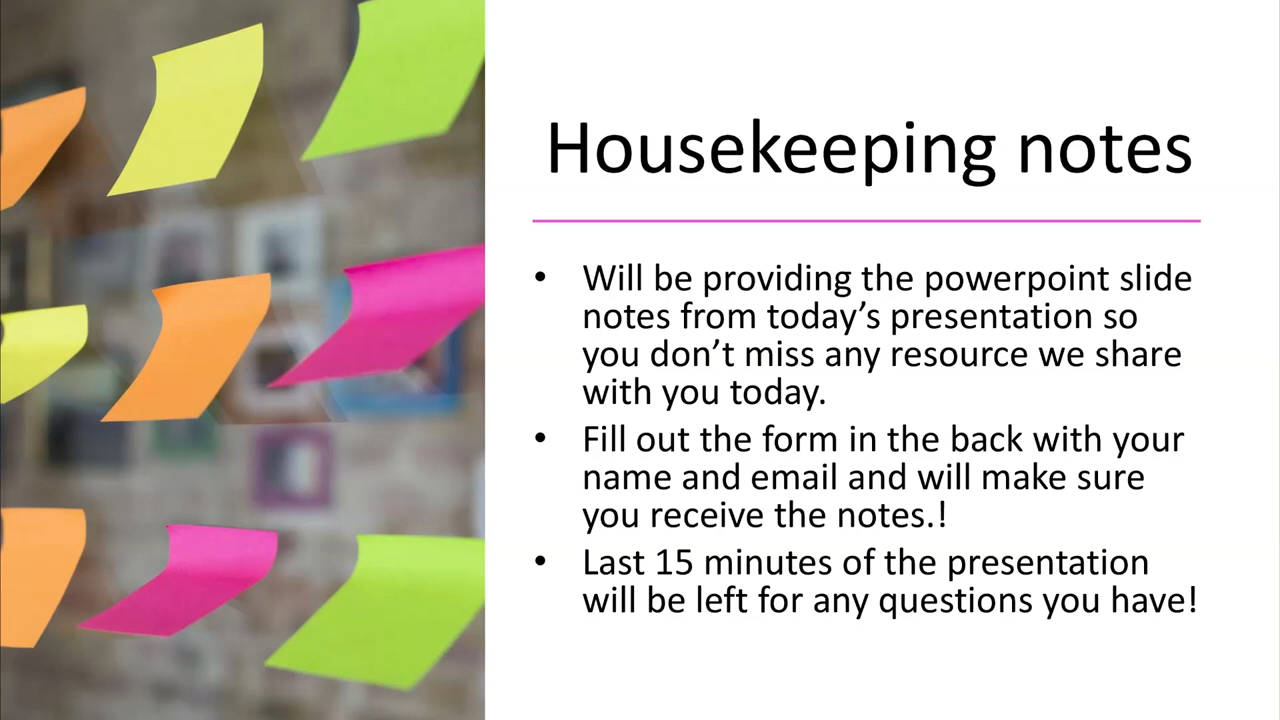 Housekeeping notes
• Will be providing the powerpoint slide
notes from today’s presentation so
you don’t miss any resource we share
with you today.
• Fill out the form in the back with your
name and email and will make sure
you receive the notes.!
• Last 15 minutes of the presentation
will be left for any questions you have!